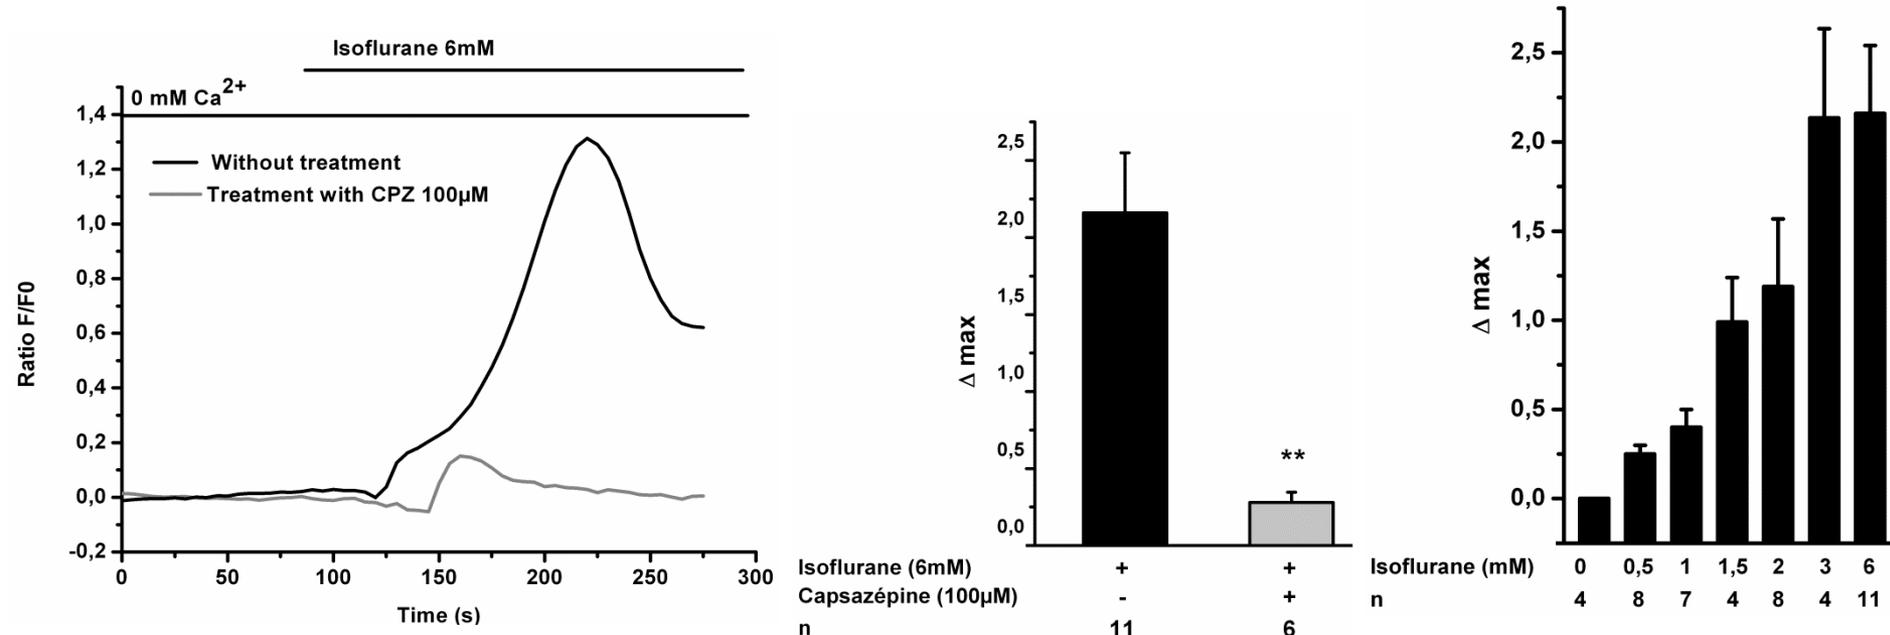 Isoflurane 6mM
0 mM Ca2+
1,4
1,2
1,0
0,8
0,6
0,4
0,2
0,0
-0,2
Ratio F/F0
Without treatment
Treatment with CPZ 100µM
0 50 100 150 200 250 300
Time (s)
2,5
2,0
1,5
1,0
0,5
0,0
Δ max
**
Isoflurane (6mM) + +
Capsazépine (100µM) - +
n 11 6
2,5
2,0
1,5
1,0
0,5
0,0
Δ max
Isoflurane (mM) 0 0,5 1 1,5 2 3 6
n 4 8 7 4 8 4 11